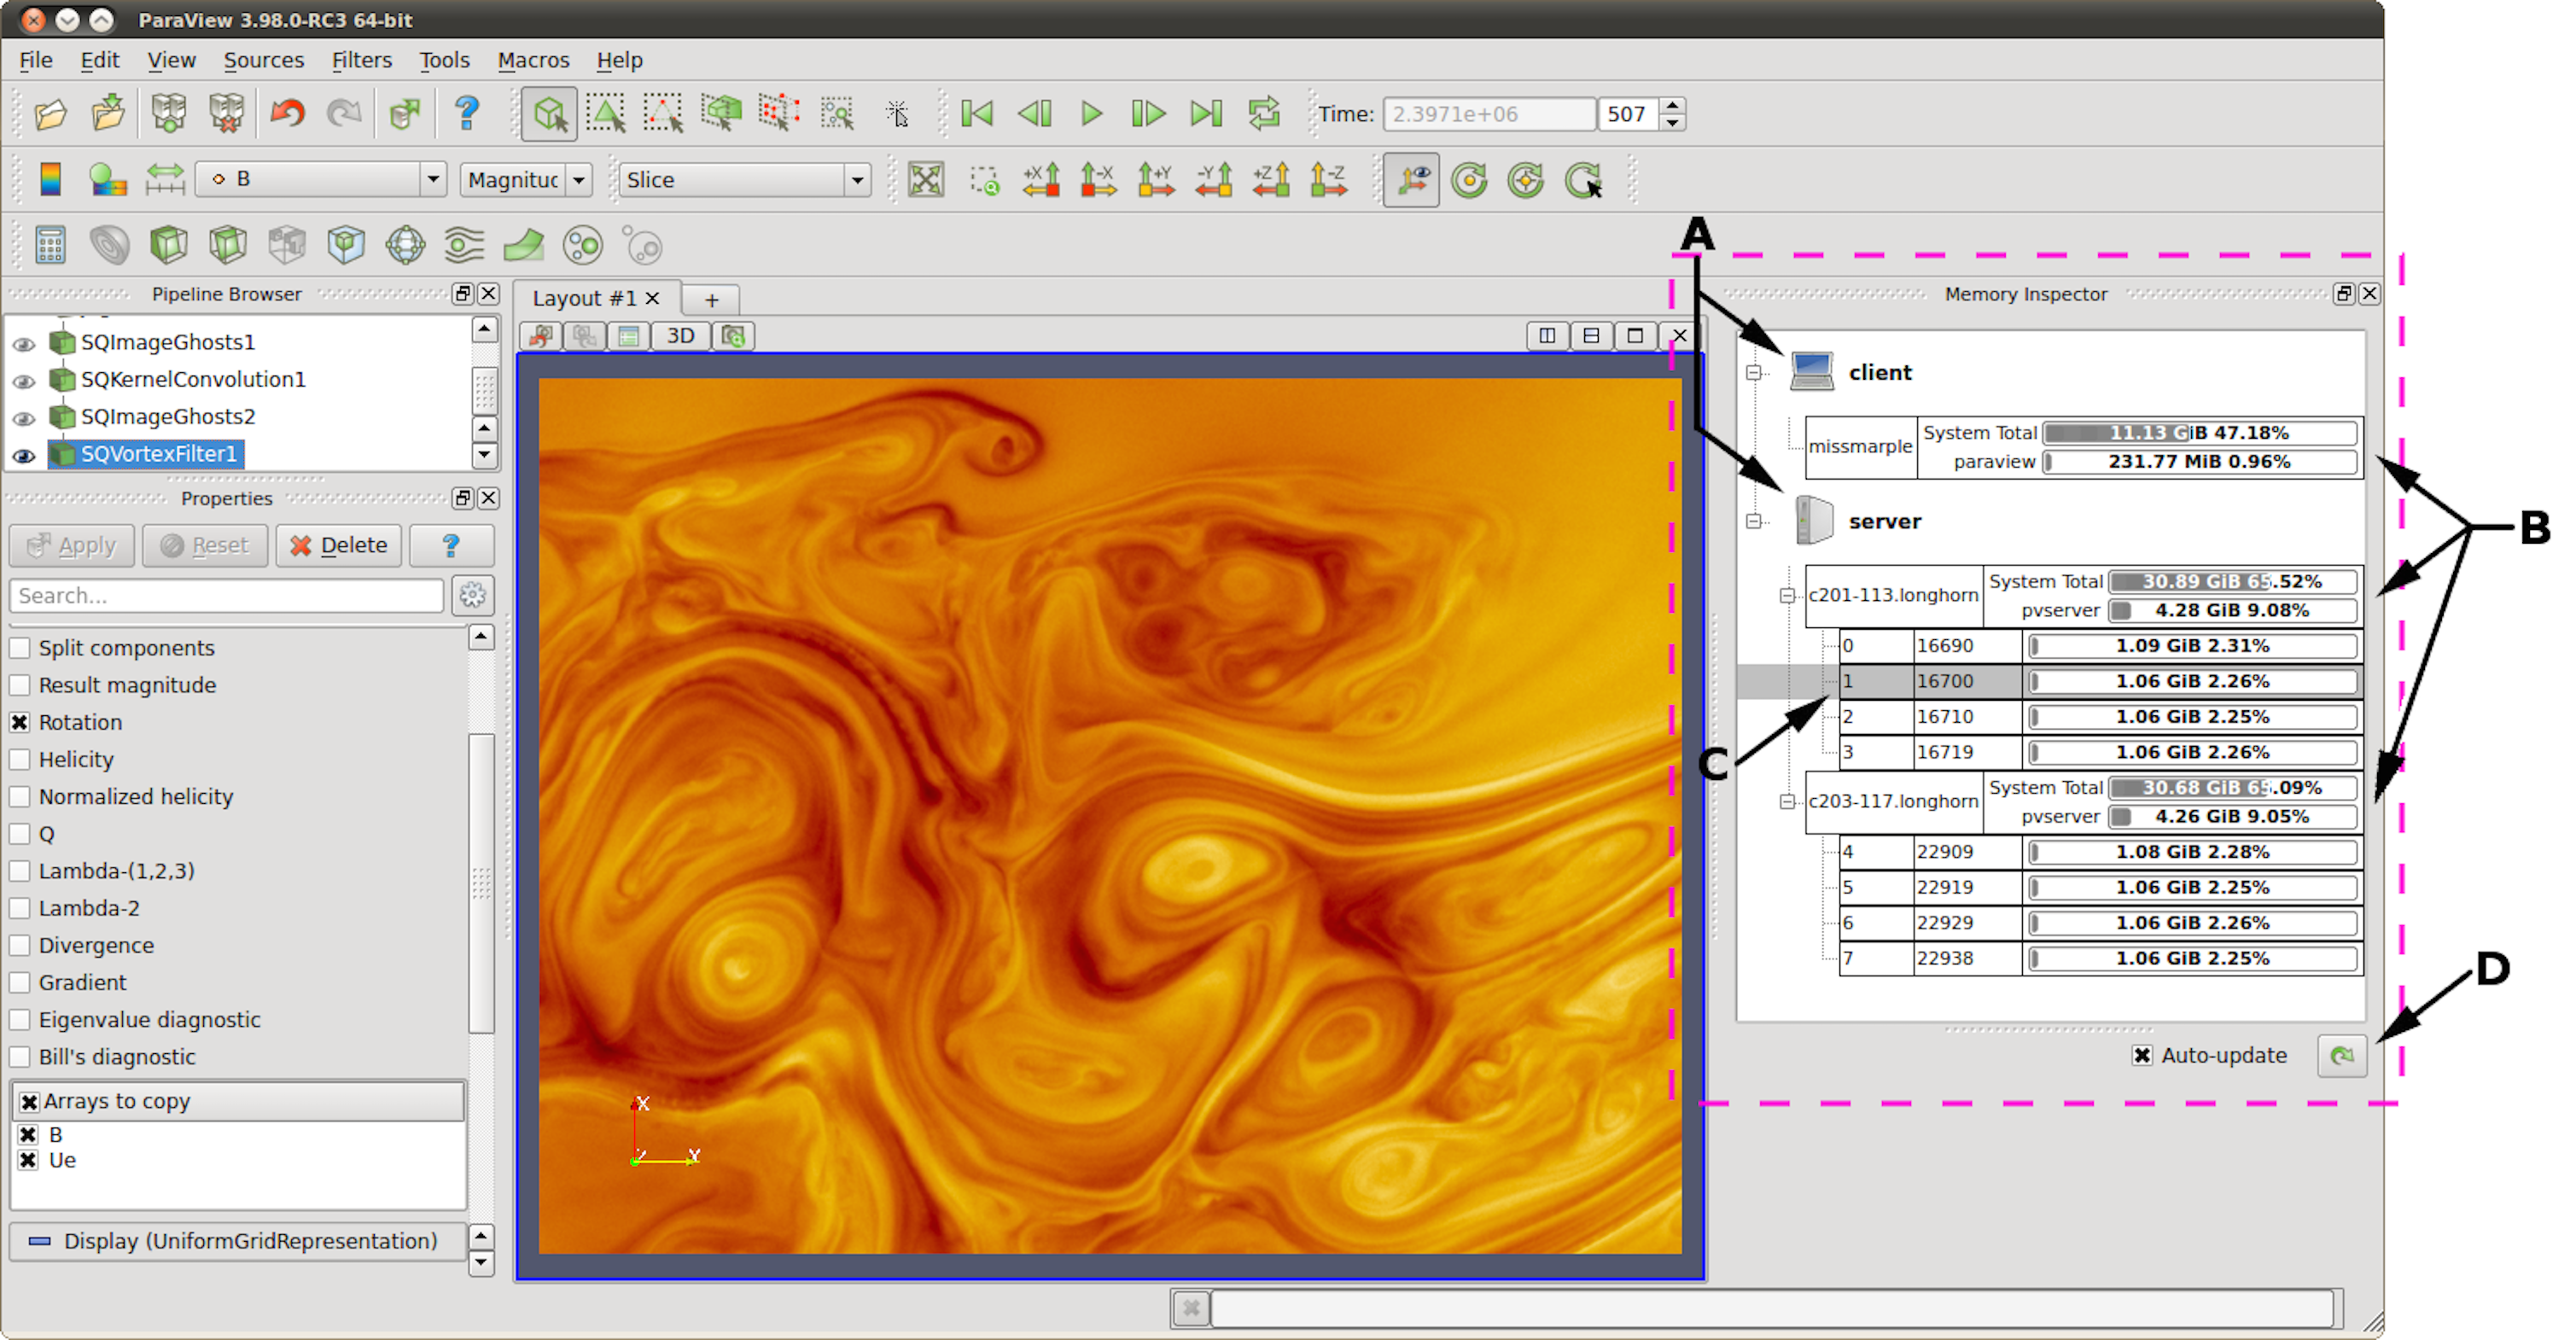 ParaView 3.98.0-RC3 64-bit
File Edit View Sources Filters Tools Macros Help
? Time: 2.3971e+06 507
B Magnituc Slice +X -X +Y -Y +Z -Z
A
Pipeline Browser
SQImageGhosts1
SQKernelConvolution1
SQImageGhosts2
SQVortexFilter1
Properties
Apply Reset Delete ?
Search...
Split components
Result magnitude
Rotation
Helicity
Normalized helicity
Q
Lambda-(1,2,3)
Lambda-2
Divergence
Gradient
Eigenvalue diagnostic
Bill's diagnostic
Arrays to copy
B
Ue
Display (UniformGridRepresentation)
Layout #1 +
3D
X
Y
Memory Inspector
client
missmarple System Total 11.13 GiB 47.18%
paraview 231.77 MiB 0.96%
server
B
c201-113.longhorn System Total 30.89 GiB 65.52%
pvserver 4.28 GiB 9.08%
0 16690 1.09 GiB 2.31%
1 16700 1.06 GiB 2.26%
2 16710 1.06 GiB 2.25%
3 16719 1.06 GiB 2.26%
C
c203-117.longhorn System Total 30.68 GiB 65.09%
pvserver 4.26 GiB 9.05%
4 22909 1.08 GiB 2.28%
5 22919 1.06 GiB 2.25%
6 22929 1.06 GiB 2.26%
7 22938 1.06 GiB 2.25%
D
Auto-update